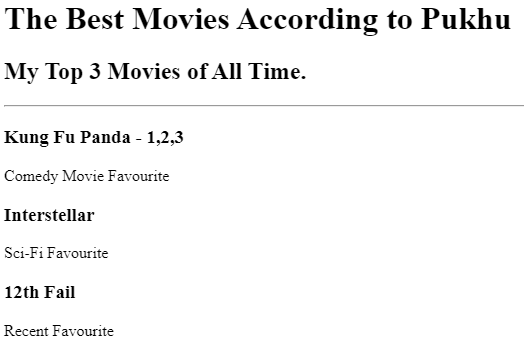 The Best Movies According to Pukhu
My Top 3 Movies of All Time.
Kung Fu Panda - 1,2,3
Comedy Movie Favourite
Interstellar
Sci-Fi Favourite
12th Fail
Recent Favourite